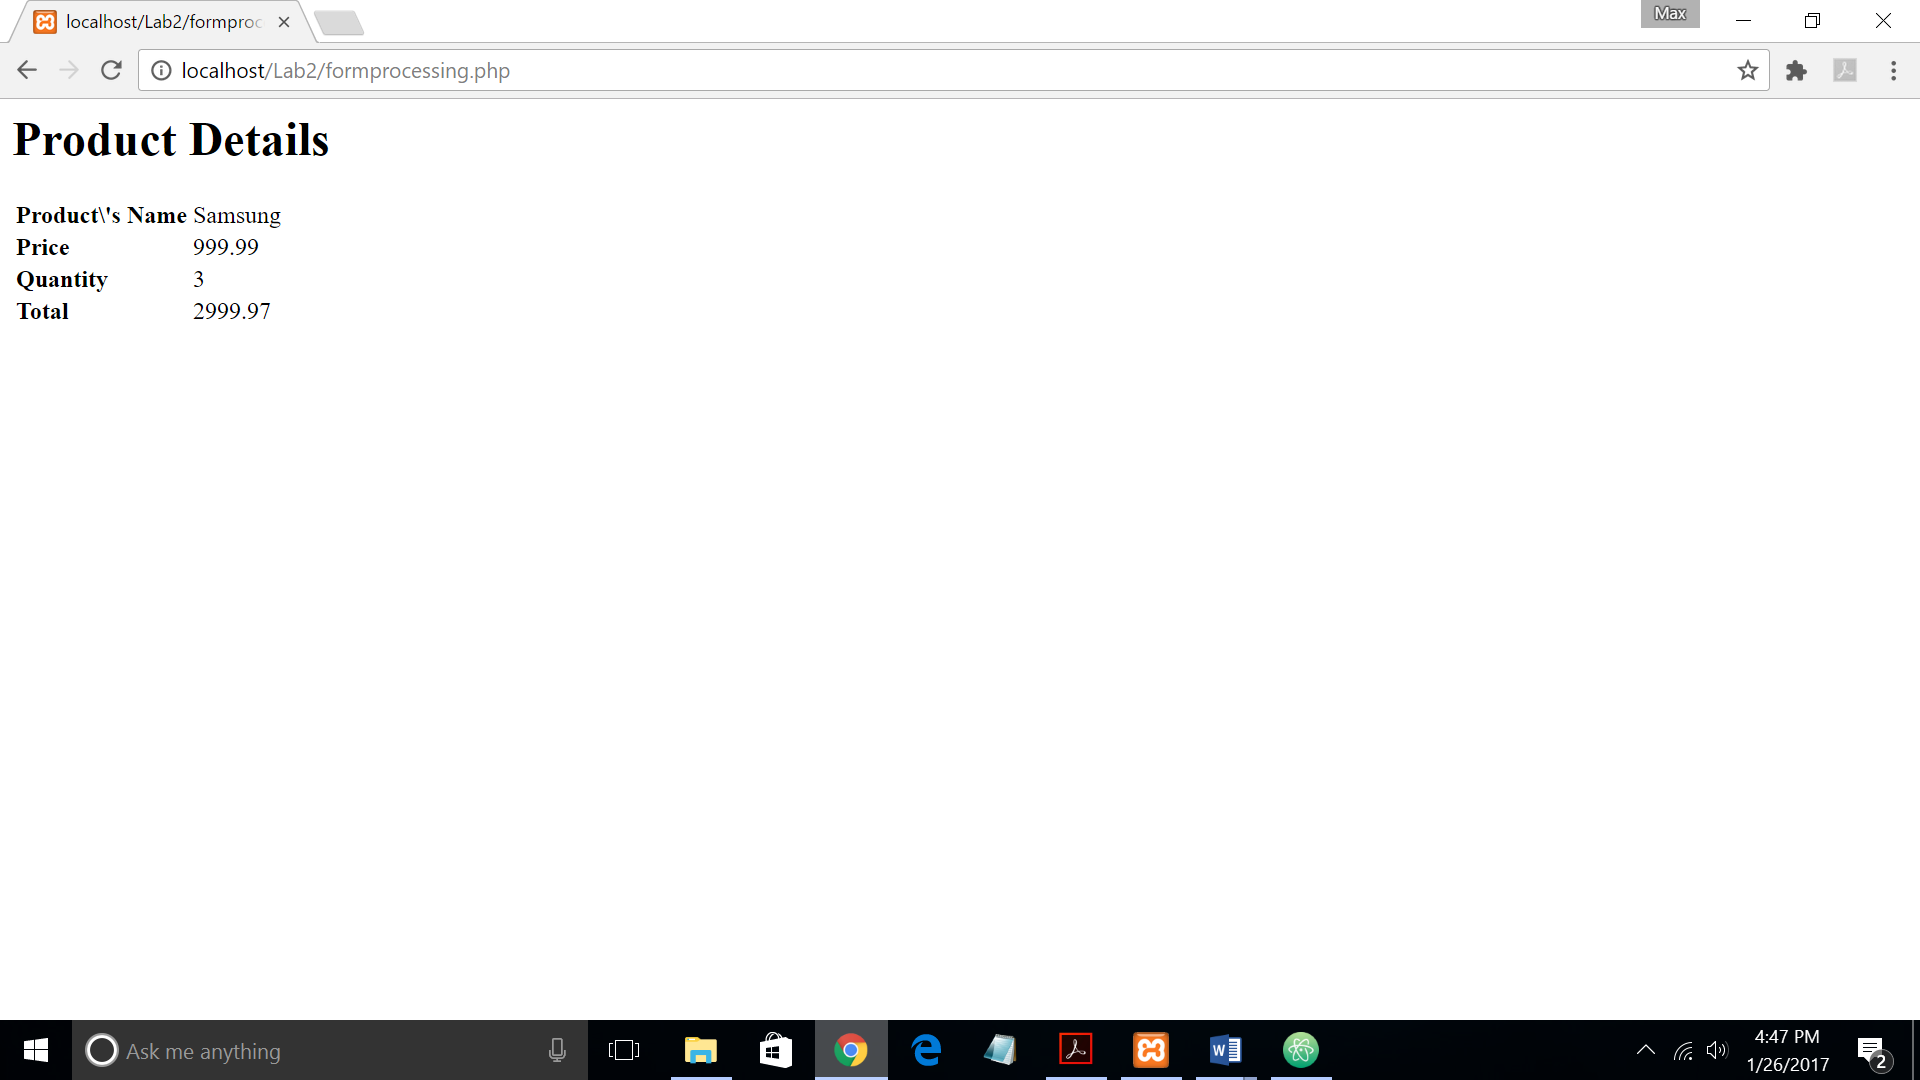 localhost/Lab2/formproc
Max
localhost/Lab2/formprocessing.php
Product Details
Product\'s Name Samsung
Price 999.99
Quantity 3
Total 2999.97
Ask me anything
4:47 PM
1/26/2017
2